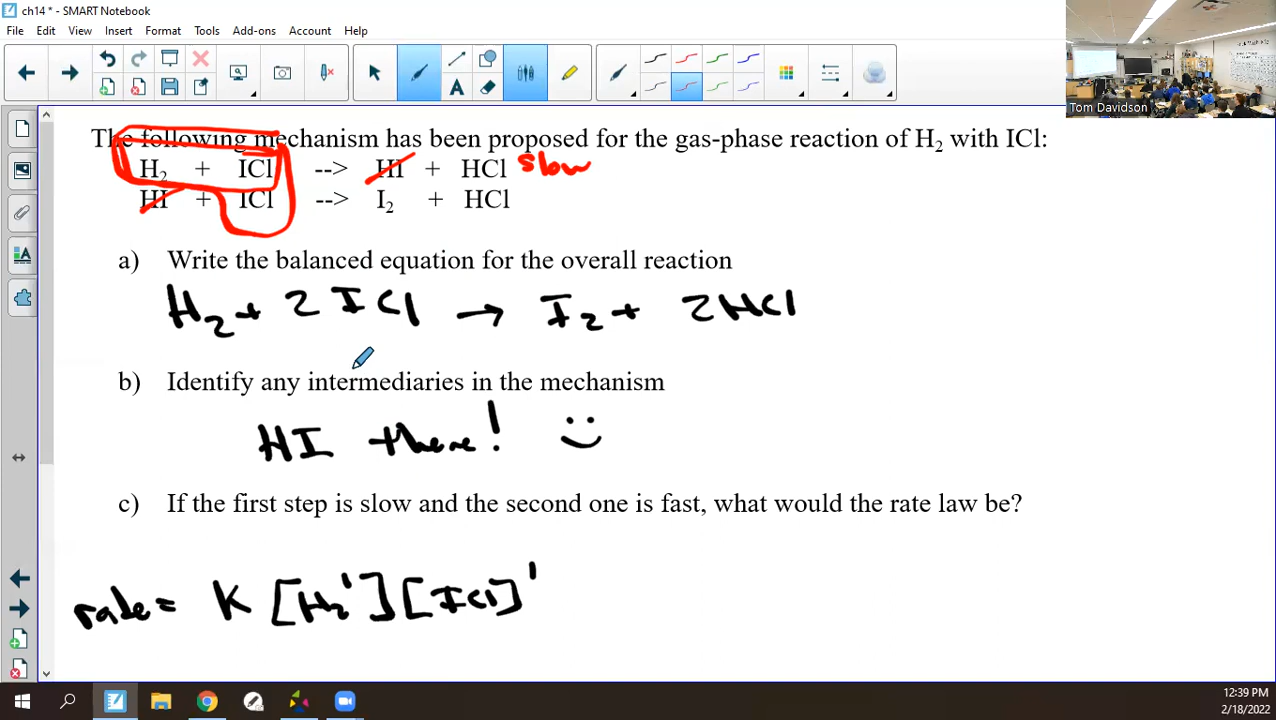 ch14 * - SMART Notebook
File Edit View Insert Format Tools Add-ons Account Help
A
Tom Davidson
The following mechanism has been proposed for the gas-phase reaction of H₂ with ICl:
H₂ + ICl --> HI + HCl slow
HI + ICl --> I₂ + HCl
a) Write the balanced equation for the overall reaction
H₂ + 2 ICl → I₂ + 2HCl
b) Identify any intermediaries in the mechanism
HI there! :)
c) If the first step is slow and the second one is fast, what would the rate law be?
rate = K [H₂¹][ICl]¹
12:39 PM
2/18/2022